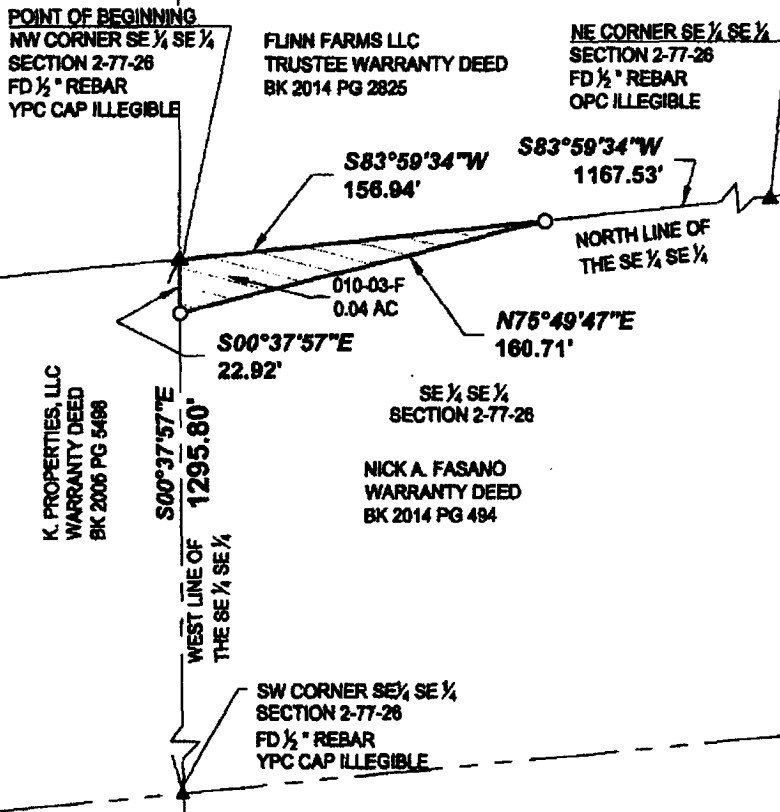 POINT OF BEGINNING
NW CORNER SE ¼ SE ¼
SECTION 2-77-26
FD ½" REBAR
YPC CAP ILLEGIBLE
FLINN FARMS LLC
TRUSTEE WARRANTY DEED
BK 2014 PG 2825
NE CORNER SE ¼ SE ¼
SECTION 2-77-26
FD ½" REBAR
OPC ILLEGIBLE
S83°59'34"W
156.94'
S83°59'34"W
1167.53'
NORTH LINE OF
THE SE ¼ SE ¼
010-03-F
0.04 AC
S00°37'57"E
22.92'
N75°49'47"E
160.71'
SE ¼ SE ¼
SECTION 2-77-26
K. PROPERTIES, LLC
WARRANTY DEED
BK 2006 PG 5498
S00°37'57"E
1295.80'
NICK A. FASANO
WARRANTY DEED
BK 2014 PG 494
WEST LINE OF
THE SE ¼ SE ¼
SW CORNER SE¼ SE ¼
SECTION 2-77-26
FD ½" REBAR
YPC CAP ILLEGIBLE